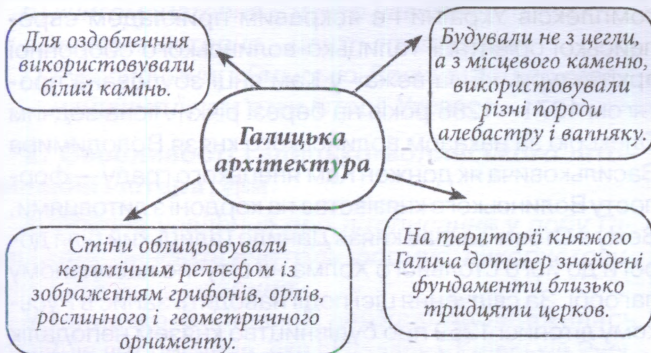 Для оздобленння
використовували
білий камінь.
Будували не з цегли,
а з місцевого каменю,
використовували
різні породи
алебастру і вапняку.
Галицька
архітектура
Стіни облицьовували
керамічним рельєфом із
зображенням грифонів, орлів,
рослинного і геометричного
орнаменту.
На території княжого
Галича дотепер знайдені
фундаменти близько
тридцяти церков.